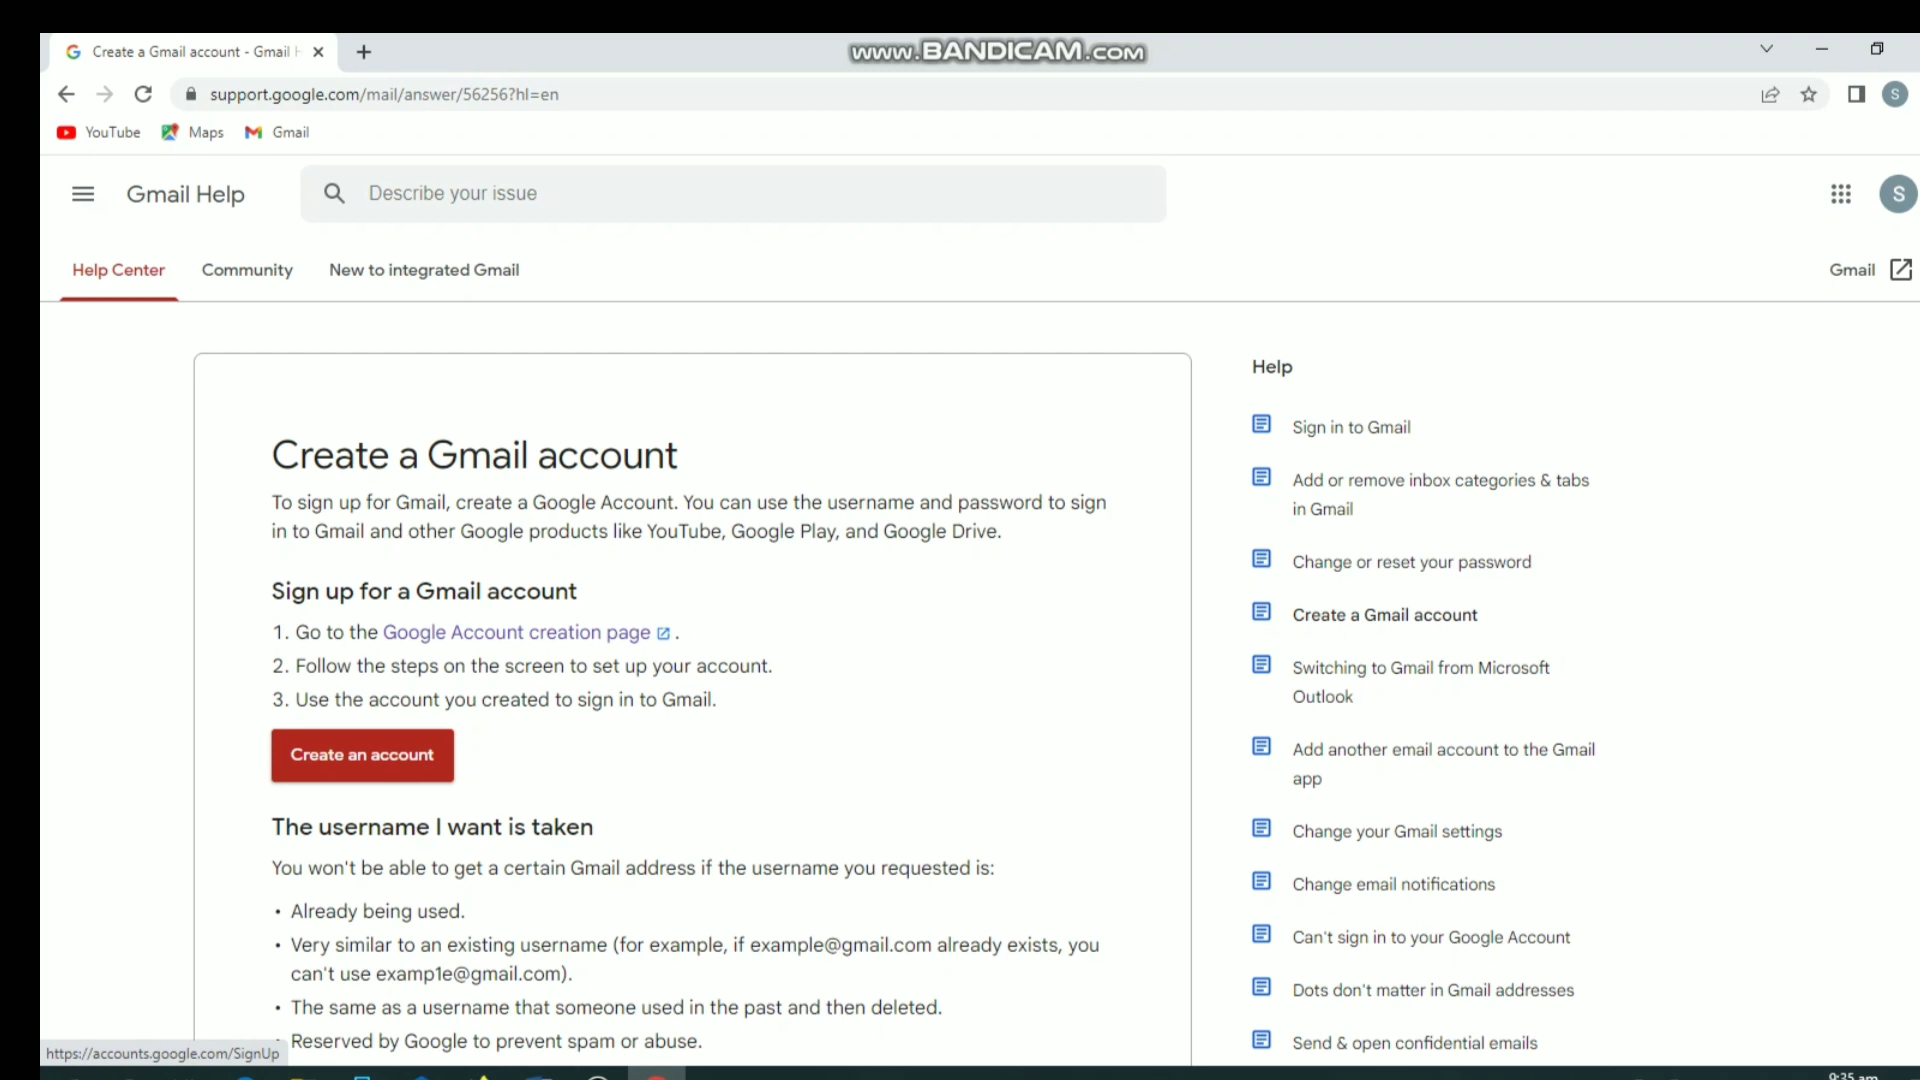 Create a Gmail account - Gmail H
www.BANDICAM.com
support.google.com/mail/answer/56256?hl=en
S
YouTube
Maps
Gmail
Gmail Help
Describe your issue
S
Help Center
Community
New to integrated Gmail
Gmail
Create a Gmail account
To sign up for Gmail, create a Google Account. You can use the username and password to sign
in to Gmail and other Google products like YouTube, Google Play, and Google Drive.
Sign up for a Gmail account
1. Go to the Google Account creation page .
2. Follow the steps on the screen to set up your account.
3. Use the account you created to sign in to Gmail.
Create an account
The username I want is taken
You won't be able to get a certain Gmail address if the username you requested is:
• Already being used.
• Very similar to an existing username (for example, if example@gmail.com already exists, you
can't use examp1e@gmail.com).
• The same as a username that someone used in the past and then deleted.
• Reserved by Google to prevent spam or abuse.
Help
Sign in to Gmail
Add or remove inbox categories & tabs
in Gmail
Change or reset your password
Create a Gmail account
Switching to Gmail from Microsoft
Outlook
Add another email account to the Gmail
app
Change your Gmail settings
Change email notifications
Can't sign in to your Google Account
Dots don't matter in Gmail addresses
Send & open confidential emails
https://accounts.google.com/SignUp
9:35 am